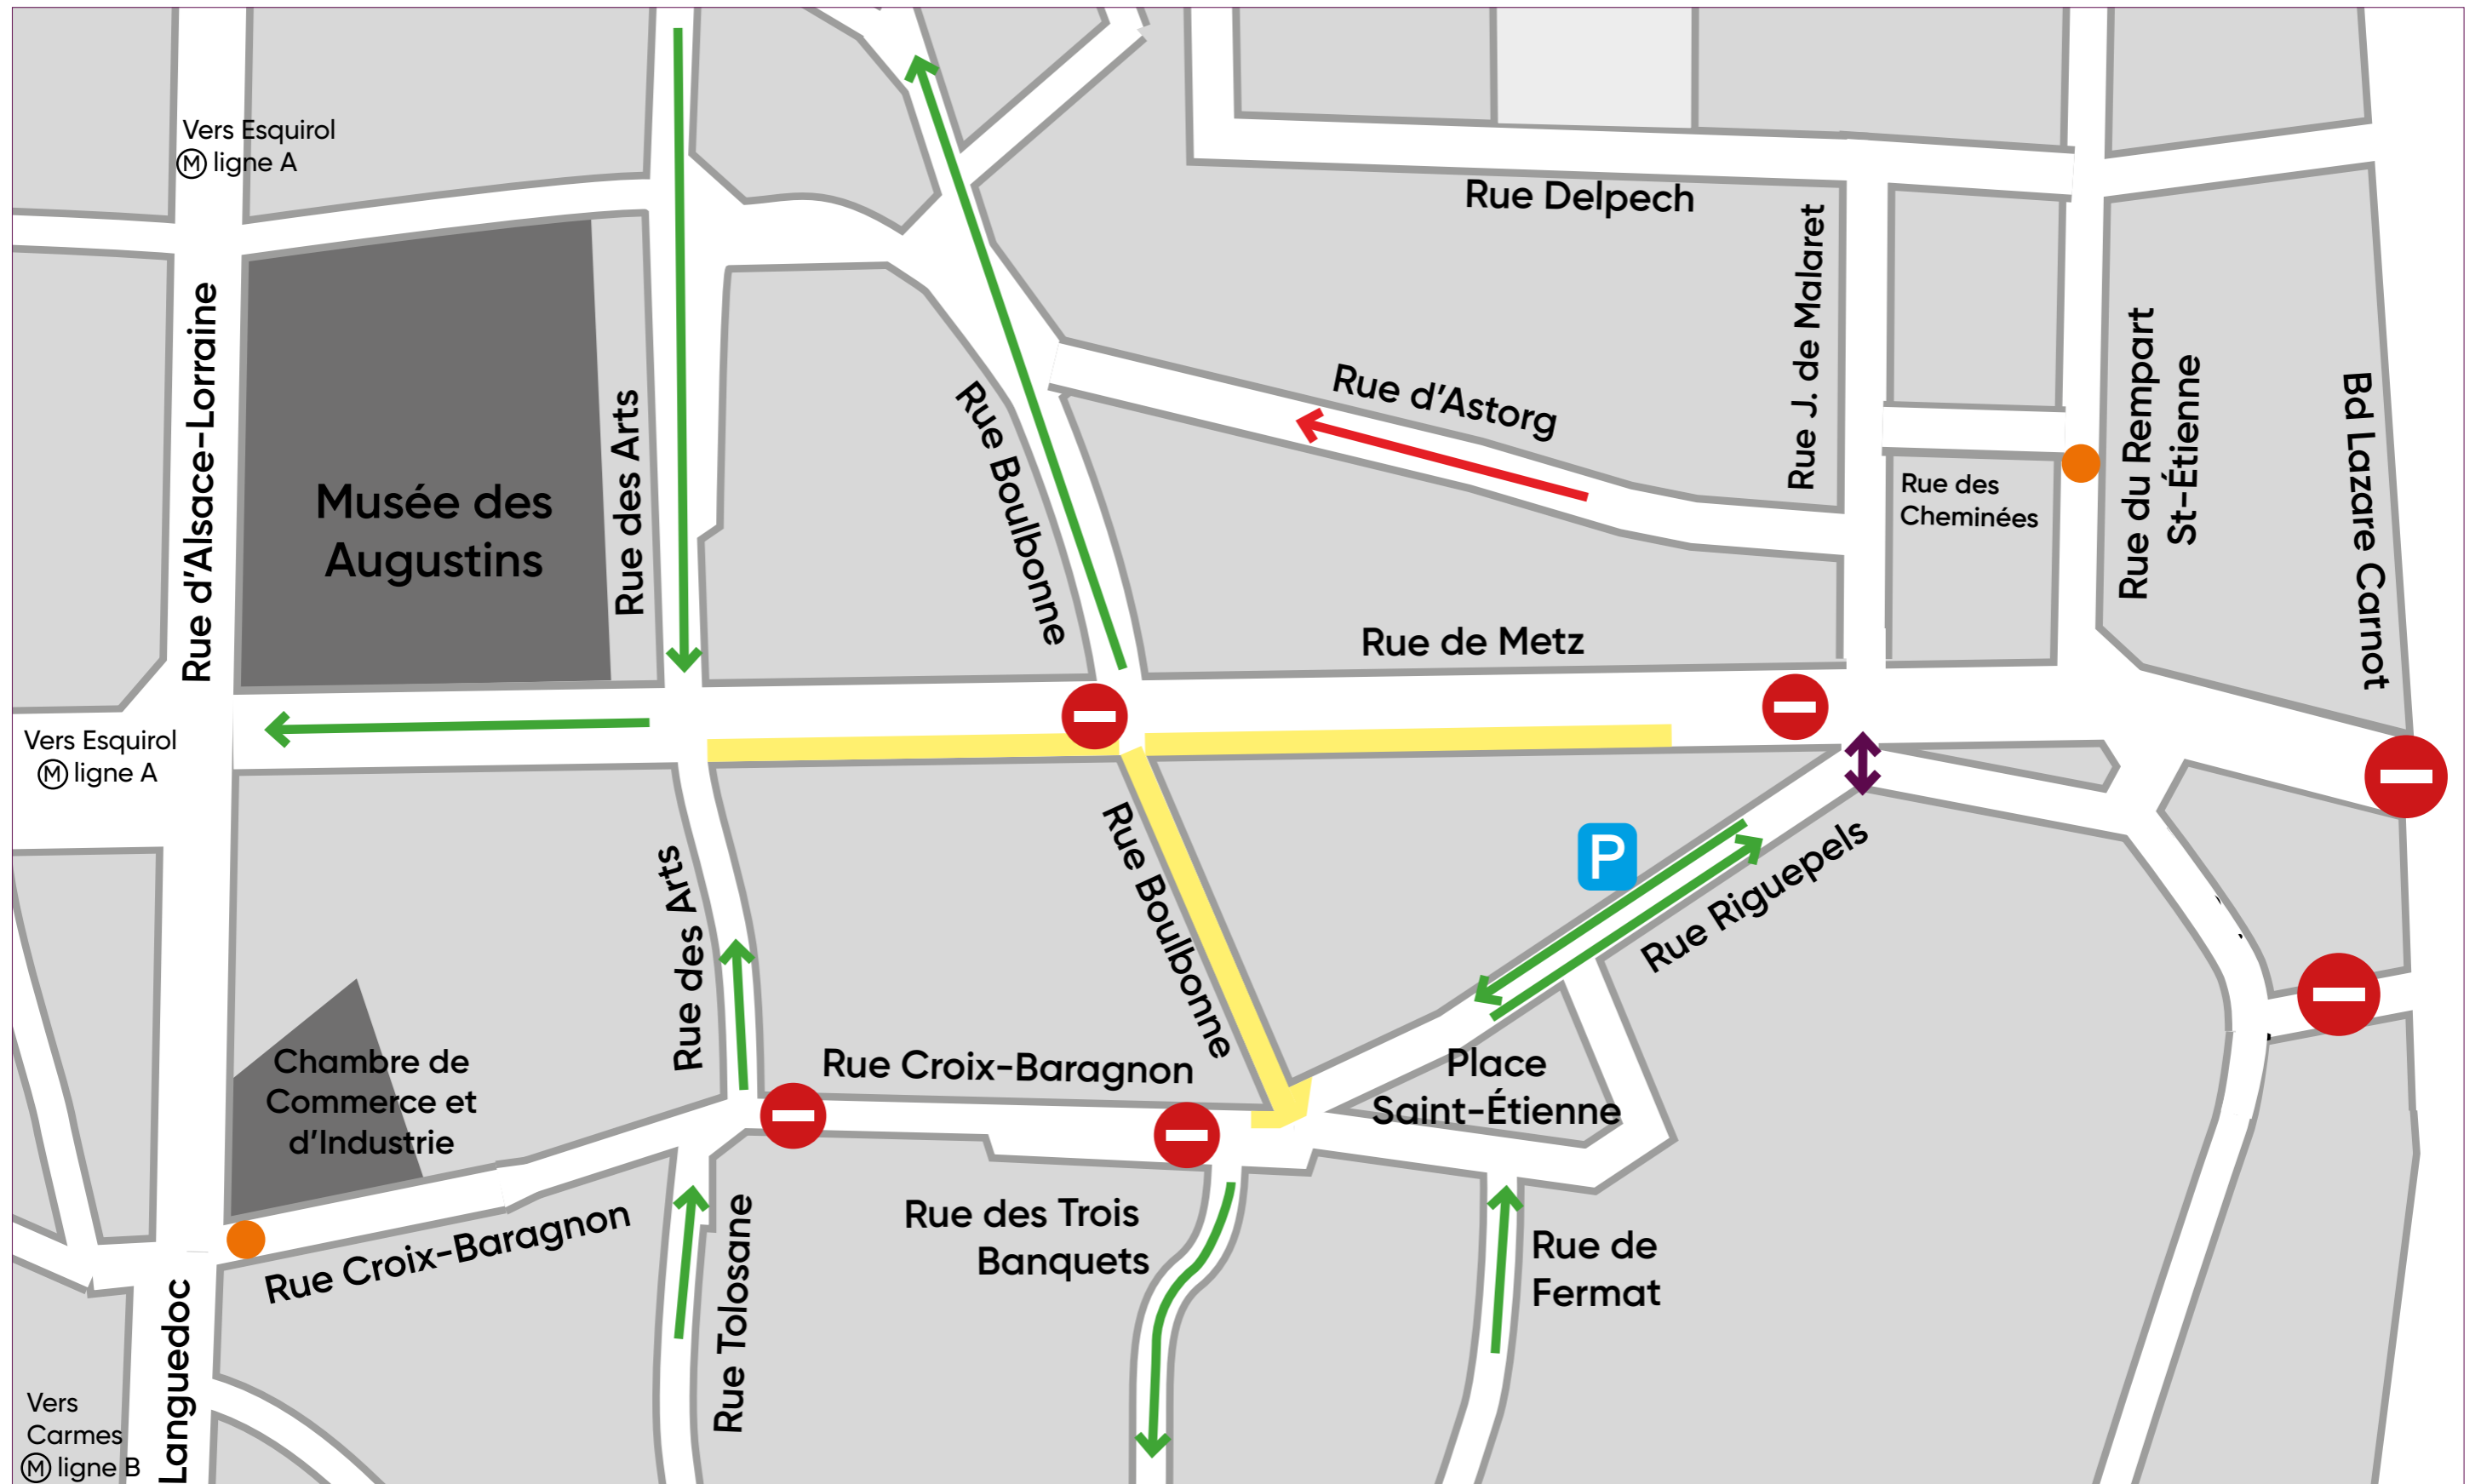 Vers Esquirol
M ligne A
Rue Delpech
Rue J. de Malaret
Rue d'Alsace-Lorraine
Musée des
Augustins
Rue des Arts
Rue Boulbonne
Rue d'Astorg
Rue des
Cheminées
Rue du Rempart
St-Étienne
Bd Lazare Carnot
Rue de Metz
Vers Esquirol
M ligne A
P
Rue des Arts
Rue Boulbonne
Rue Riguepels
Chambre de
Commerce et
d'Industrie
Rue Croix-Baragnon
Place
Saint-Étienne
Rue Croix-Baragnon
Rue Tolosane
Rue des Trois
Banquets
Rue de
Fermat
Languedoc
Vers
Carmes
M ligne B